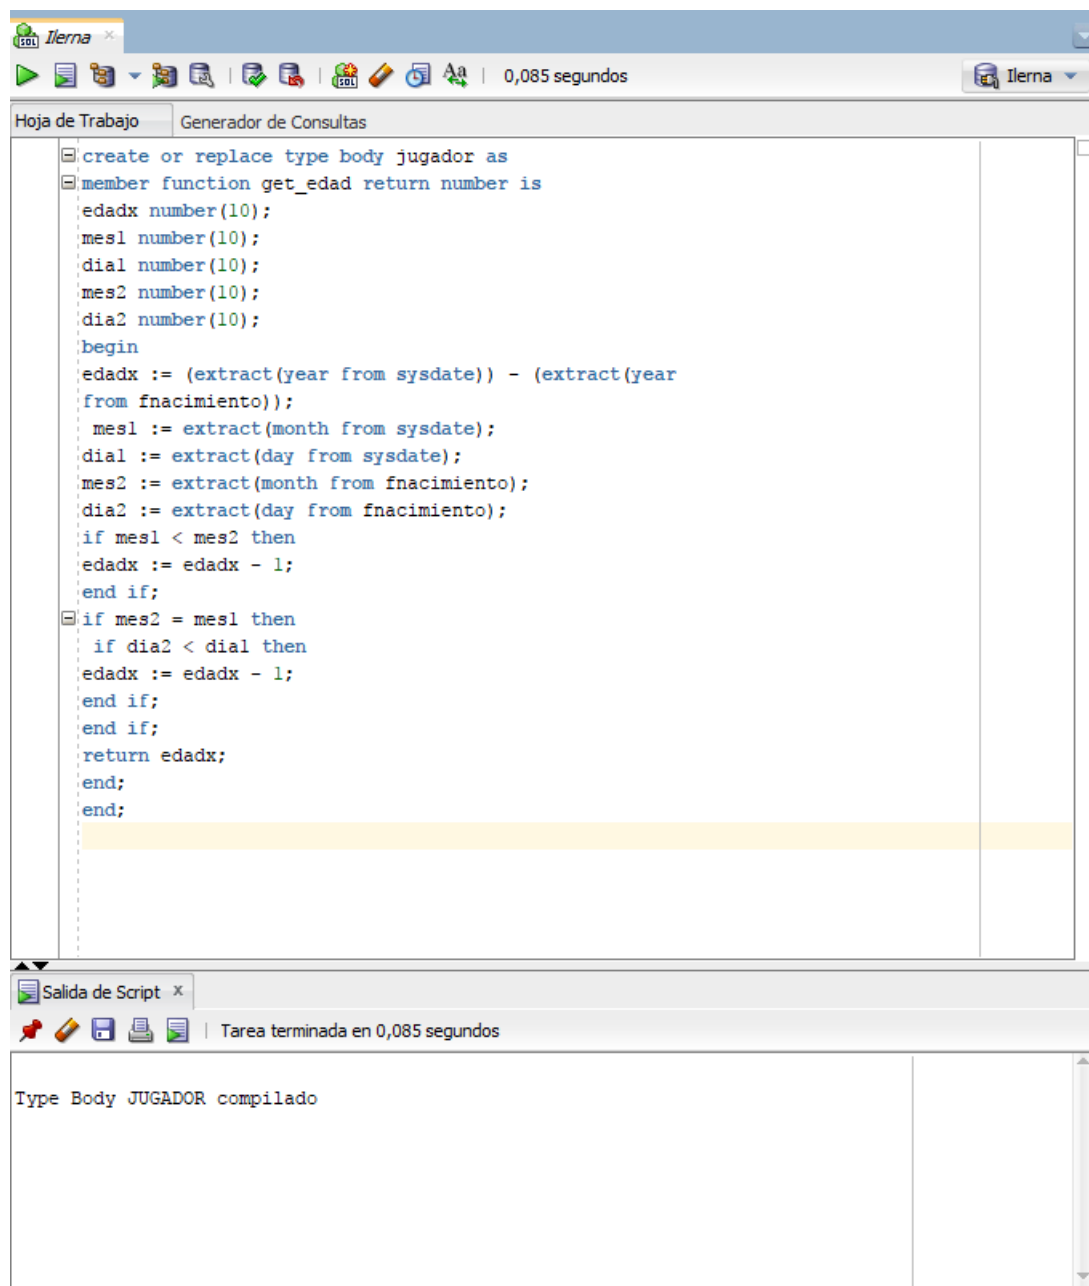 Ilerna
0,085 segundos
Ilerna
Hoja de Trabajo
Generador de Consultas
create or replace type body jugador as
member function get_edad return number is
edadx number(10);
mes1 number(10);
dia1 number(10);
mes2 number(10);
dia2 number(10);
begin
edadx := (extract(year from sysdate)) - (extract(year
from fnacimiento));
mes1 := extract(month from sysdate);
dia1 := extract(day from sysdate);
mes2 := extract(month from fnacimiento);
dia2 := extract(day from fnacimiento);
if mes1 < mes2 then
edadx := edadx - 1;
end if;
if mes2 = mes1 then
if dia2 < dia1 then
edadx := edadx - 1;
end if;
end if;
return edadx;
end;
end;
Salida de Script x
Tarea terminada en 0,085 segundos
Type Body JUGADOR compilado